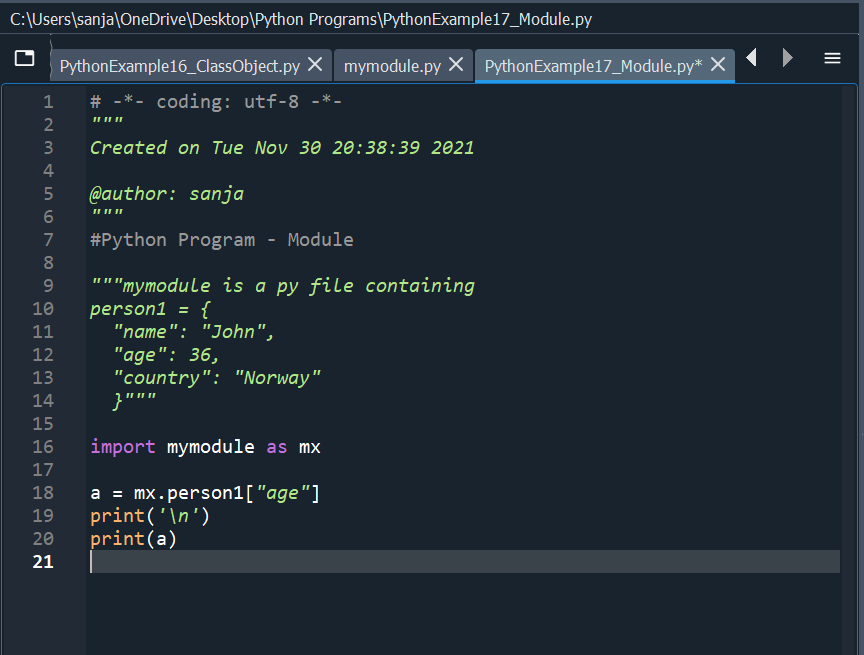 C:\Users\sanja\OneDrive\Desktop\Python Programs\PythonExample17_Module.py
PythonExample16_ClassObject.py mymodule.py PythonExample17_Module.py*
1 # -*- coding: utf-8 -*-
2 """
3 Created on Tue Nov 30 20:38:39 2021
4
5 @author: sanja
6 """
7 #Python Program - Module
8
9 """mymodule is a py file containing
10 person1 = {
11   "name": "John",
12   "age": 36,
13   "country": "Norway"
14   }"""
15
16 import mymodule as mx
17
18 a = mx.person1["age"]
19 print('\n')
20 print(a)
21